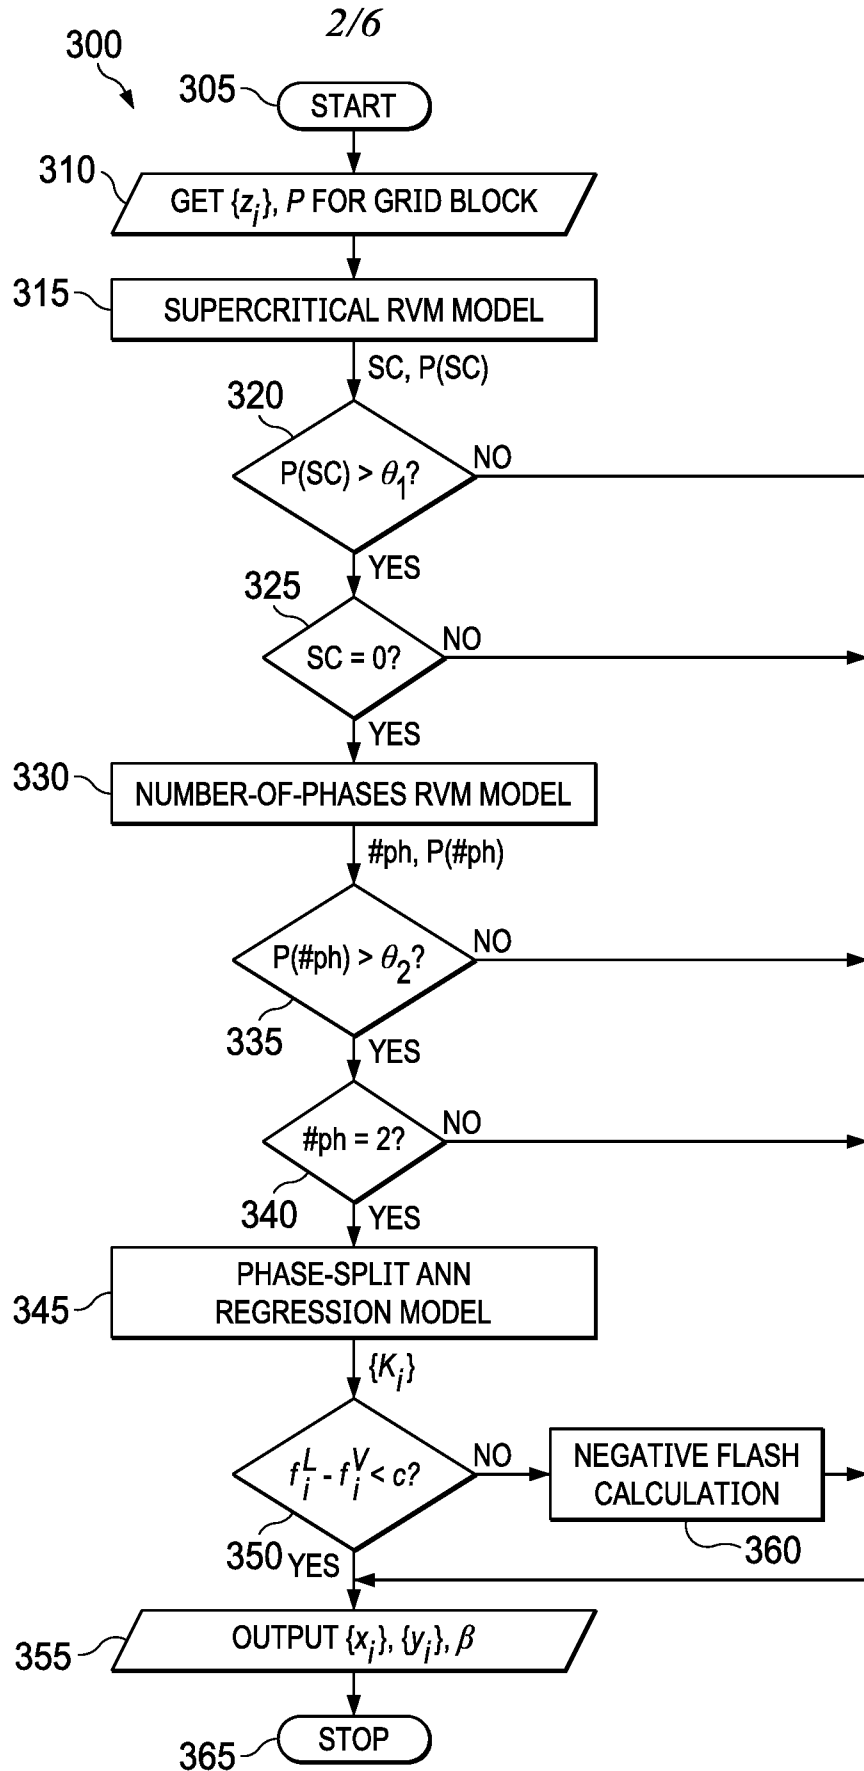 2/6
300
305
START
310
GET {z_i}, P FOR GRID BLOCK
315
SUPERCRITICAL RVM MODEL
SC, P(SC)
320
P(SC) > θ_1?
NO
YES
325
SC = 0?
NO
YES
330
NUMBER-OF-PHASES RVM MODEL
#ph, P(#ph)
P(#ph) > θ_2?
NO
335
YES
#ph = 2?
NO
340
YES
345
PHASE-SPLIT ANN
REGRESSION MODEL
{K_i}
f_i^L - f_i^V < c?
NO
NEGATIVE FLASH
CALCULATION
350
YES
360
355
OUTPUT {x_i}, {y_i}, β
365
STOP